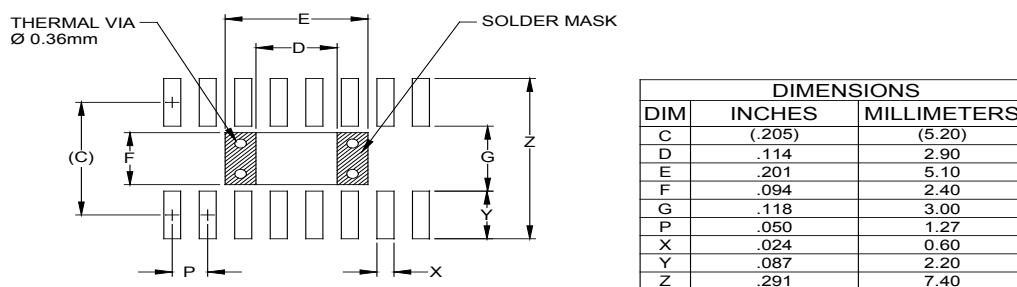 THERMAL VIA
Ø 0.36mm
E
SOLDER MASK
D
(C)
F
G
Z
Y
P
X
DIMENSIONS
DIM INCHES MILLIMETERS
C (.205) (5.20)
D .114 2.90
E .201 5.10
F .094 2.40
G .118 3.00
P .050 1.27
X .024 0.60
Y .087 2.20
Z .291 7.40